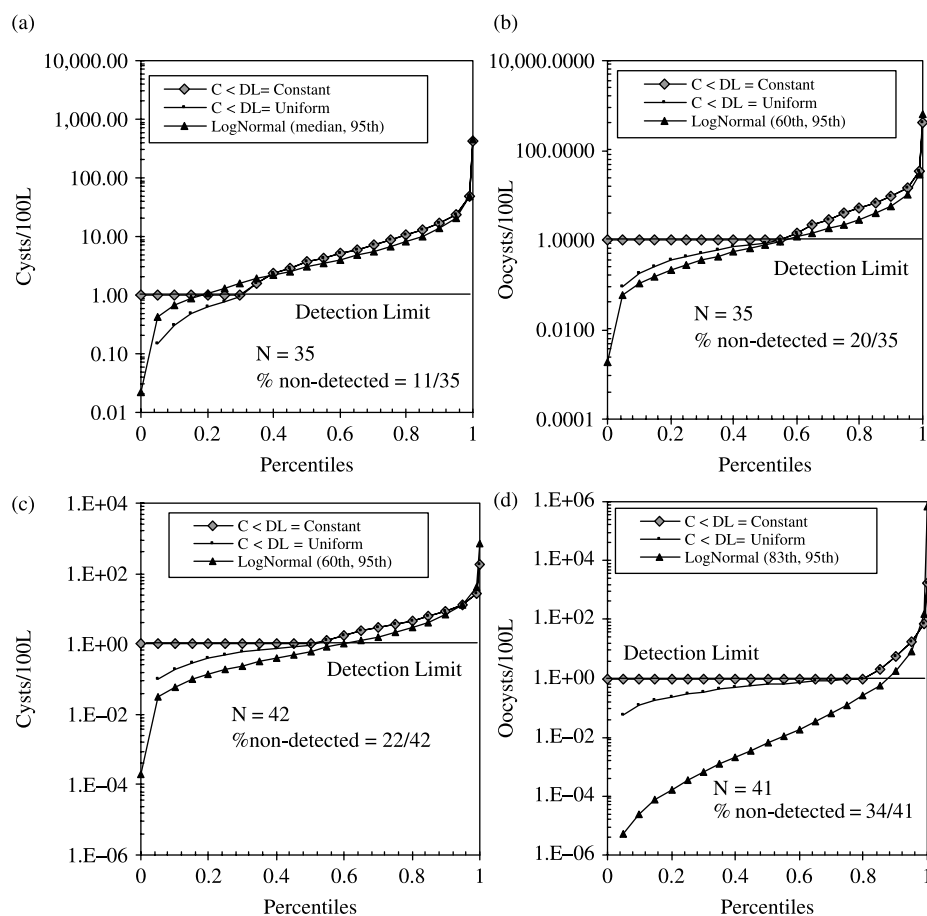 (a)
10,000.00
1,000.00
100.00
10.00
1.00
0.10
0.01
Cysts/100L
C < DL= Constant
C < DL= Uniform
LogNormal (median, 95th)
Detection Limit
N = 35
% non-detected = 11/35
0 0.2 0.4 0.6 0.8 1
Percentiles
(b)
10,000.0000
100.0000
1.0000
0.0100
0.0001
Oocysts/100L
C < DL= Constant
C < DL = Uniform
LogNormal (60th, 95th)
Detection Limit
N = 35
% non-detected = 20/35
0 0.2 0.4 0.6 0.8 1
Percentiles
(c)
1.E+04
1.E+02
1.E+00
1.E–02
1.E–04
1.E–06
Cysts/100L
C < DL = Constant
C < DL = Uniform
LogNormal (60th, 95th)
Detection Limit
N = 42
%non-detected = 22/42
0 0.2 0.4 0.6 0.8 1
Percentiles
(d)
1.E+06
1.E+04
1.E+02
1.E+00
1.E–02
1.E–04
1.E–06
Oocysts/100L
C < DL = Constant
C < DL = Uniform
LogNormal (83th, 95th)
Detection Limit
N = 41
% non-detected = 34/41
0 0.2 0.4 0.6 0.8 1
Percentiles